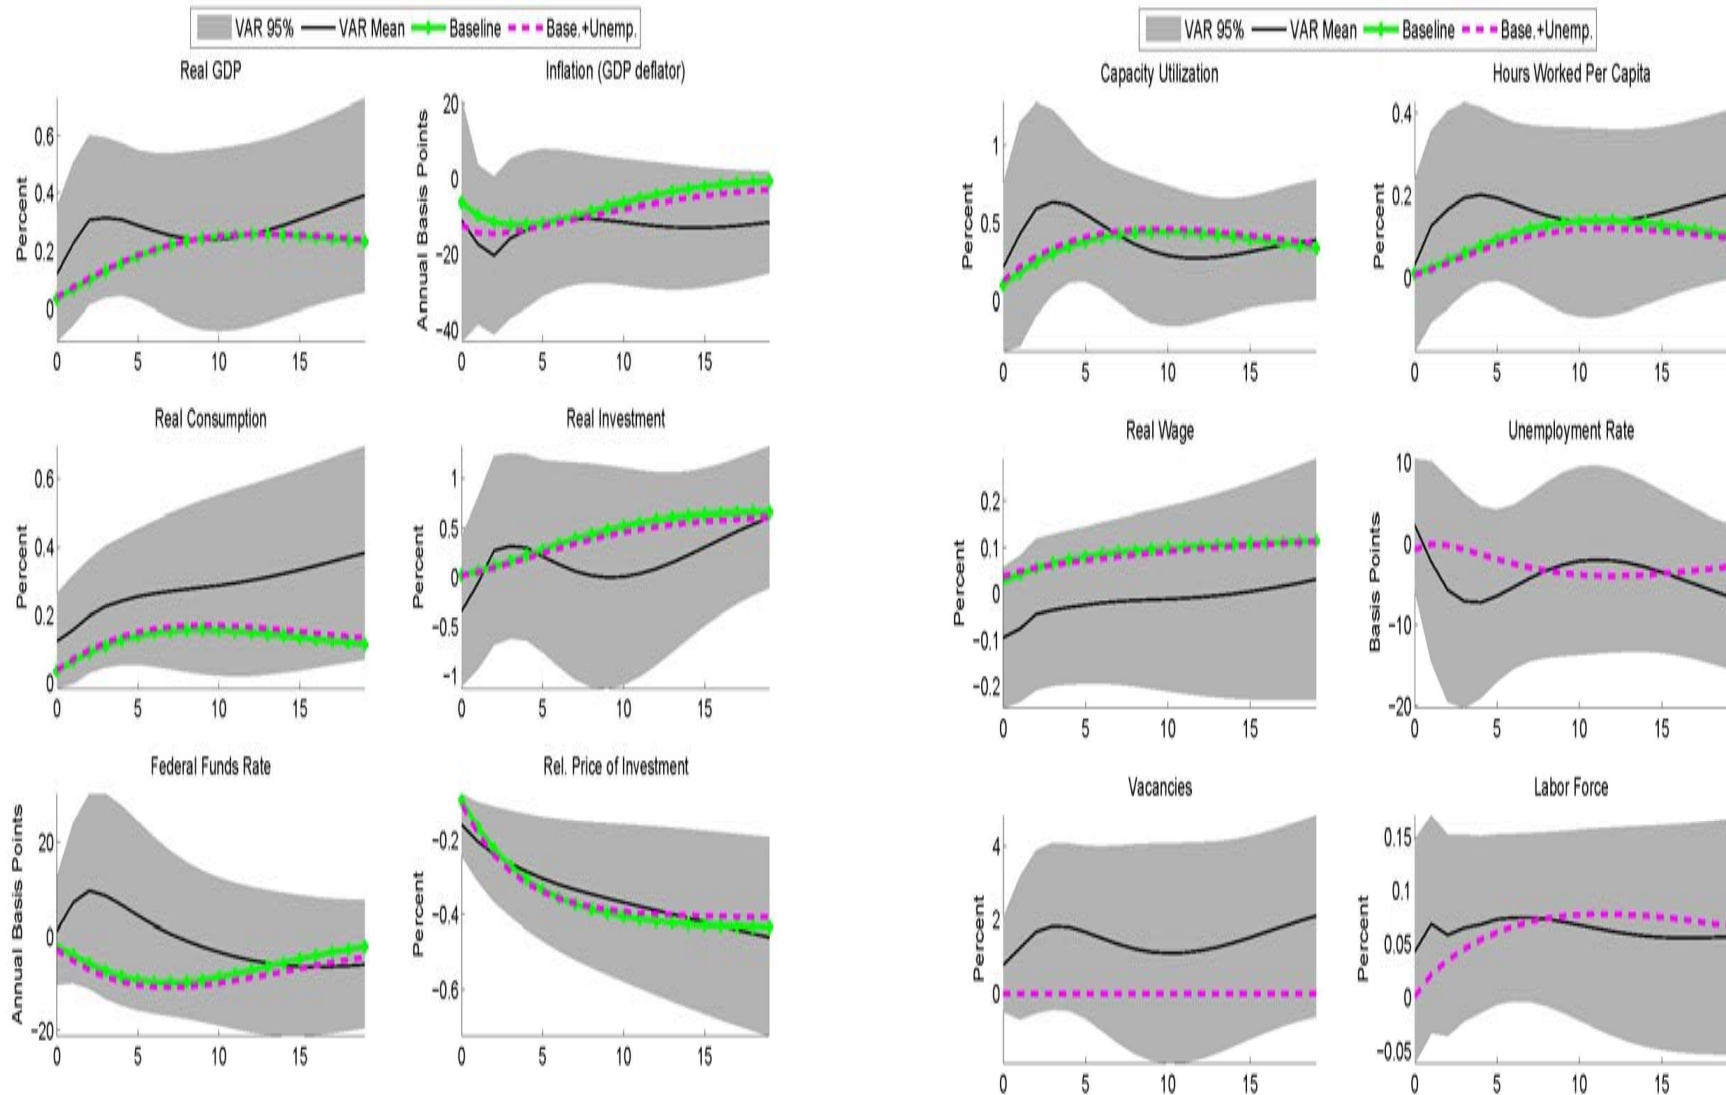 VAR 95% VAR Mean Baseline Base.+Unemp.
Real GDP
Percent
0.6
0.4
0.2
0
0 5 10 15
Inflation (GDP deflator)
Annual Basis Points
20
0
−20
−40
0 5 10 15
Real Consumption
Percent
0.6
0.4
0.2
0
0 5 10 15
Real Investment
Percent
1
0.5
0
−0.5
−1
0 5 10 15
Federal Funds Rate
Annual Basis Points
20
0
−20
0 5 10 15
Rel. Price of Investment
Percent
−0.2
−0.4
−0.6
0 5 10 15
VAR 95% VAR Mean Baseline Base.+Unemp.
Capacity Utilization
Percent
1
0.5
0
0 5 10 15
Hours Worked Per Capita
Percent
0.4
0.2
0
0 5 10 15
Real Wage
Percent
0.2
0.1
0
−0.1
−0.2
0 5 10 15
Unemployment Rate
Basis Points
10
0
−10
−20
0 5 10 15
Vacancies
Percent
4
2
0
0 5 10 15
Labor Force
Percent
0.15
0.1
0.05
0
−0.05
0 5 10 15